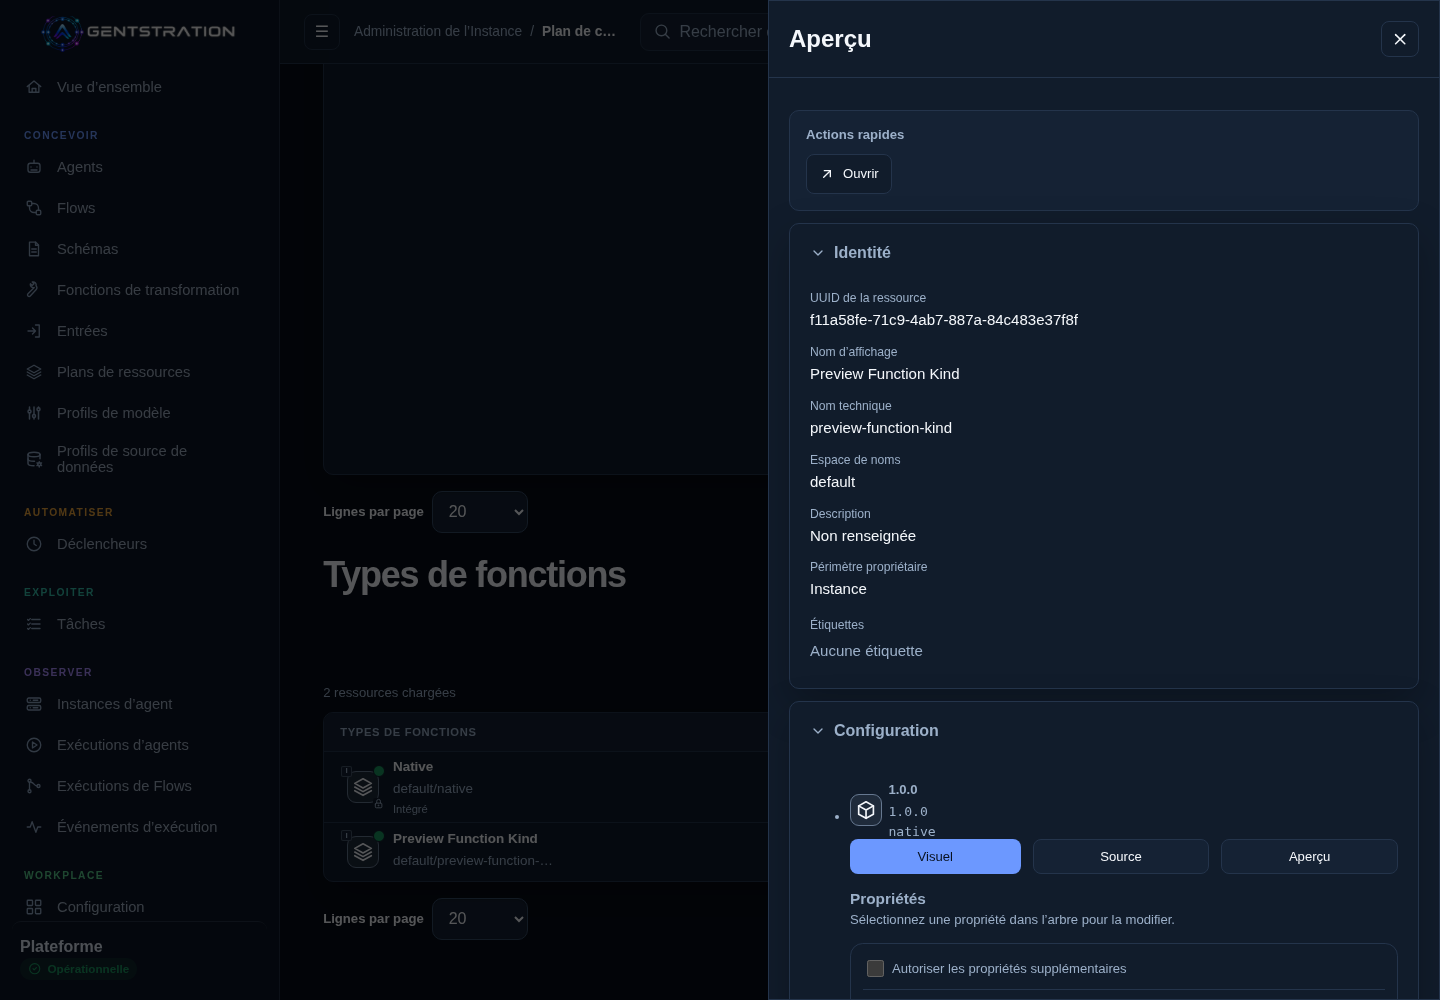 GENTSTRATION
Vue d'ensemble
CONCEVOIR
Agents
Flows
Schémas
Fonctions de transformation
Entrées
Plans de ressources
Profils de modèle
Profils de source de
données
AUTOMATISER
Déclencheurs
EXPLOITER
Tâches
OBSERVER
Instances d'agent
Exécutions d'agents
Exécutions de Flows
Événements d'exécution
WORKPLACE
Configuration
Plateforme
Opérationnelle
Administration de l'Instance / Plan de c…
Rechercher
Lignes par page 20
Types de fonctions
2 ressources chargées
TYPES DE FONCTIONS
Native
default/native
Intégré
Preview Function Kind
default/preview-function-…
Lignes par page 20
Aperçu
Actions rapides
Ouvrir
Identité
UUID de la ressource
f11a58fe-71c9-4ab7-887a-84c483e37f8f
Nom d'affichage
Preview Function Kind
Nom technique
preview-function-kind
Espace de noms
default
Description
Non renseignée
Périmètre propriétaire
Instance
Étiquettes
Aucune étiquette
Configuration
1.0.0
1.0.0
native
Visuel Source Aperçu
Propriétés
Sélectionnez une propriété dans l'arbre pour la modifier.
Autoriser les propriétés supplémentaires